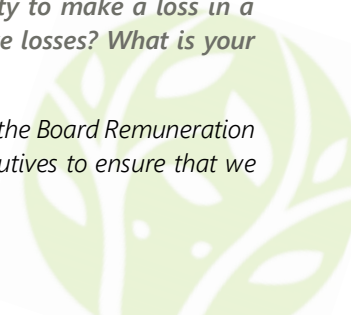 ty to make a loss in a
e losses? What is your
the Board Remuneration
utives to ensure that we